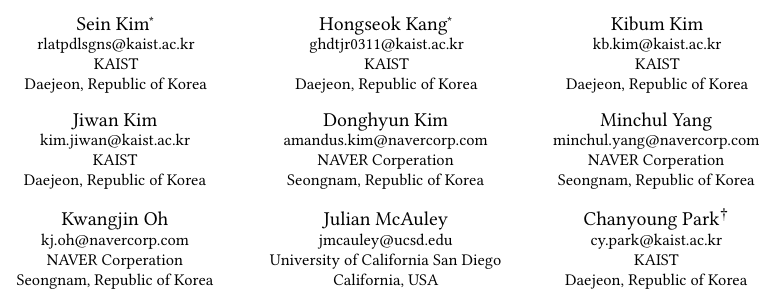 Sein Kim*
rlatpdlsgns@kaist.ac.kr
KAIST
Daejeon, Republic of Korea
Hongseok Kang*
ghdtjr0311@kaist.ac.kr
KAIST
Daejeon, Republic of Korea
Kibum Kim
kb.kim@kaist.ac.kr
KAIST
Daejeon, Republic of Korea
Jiwan Kim
kim.jiwan@kaist.ac.kr
KAIST
Daejeon, Republic of Korea
Donghyun Kim
amandus.kim@navercorp.com
NAVER Corperation
Seongnam, Republic of Korea
Minchul Yang
minchul.yang@navercorp.com
NAVER Corperation
Seongnam, Republic of Korea
Kwangjin Oh
kj.oh@navercorp.com
NAVER Corperation
Seongnam, Republic of Korea
Julian McAuley
jmcauley@ucsd.edu
University of California San Diego
California, USA
Chanyoung Park†
cy.park@kaist.ac.kr
KAIST
Daejeon, Republic of Korea